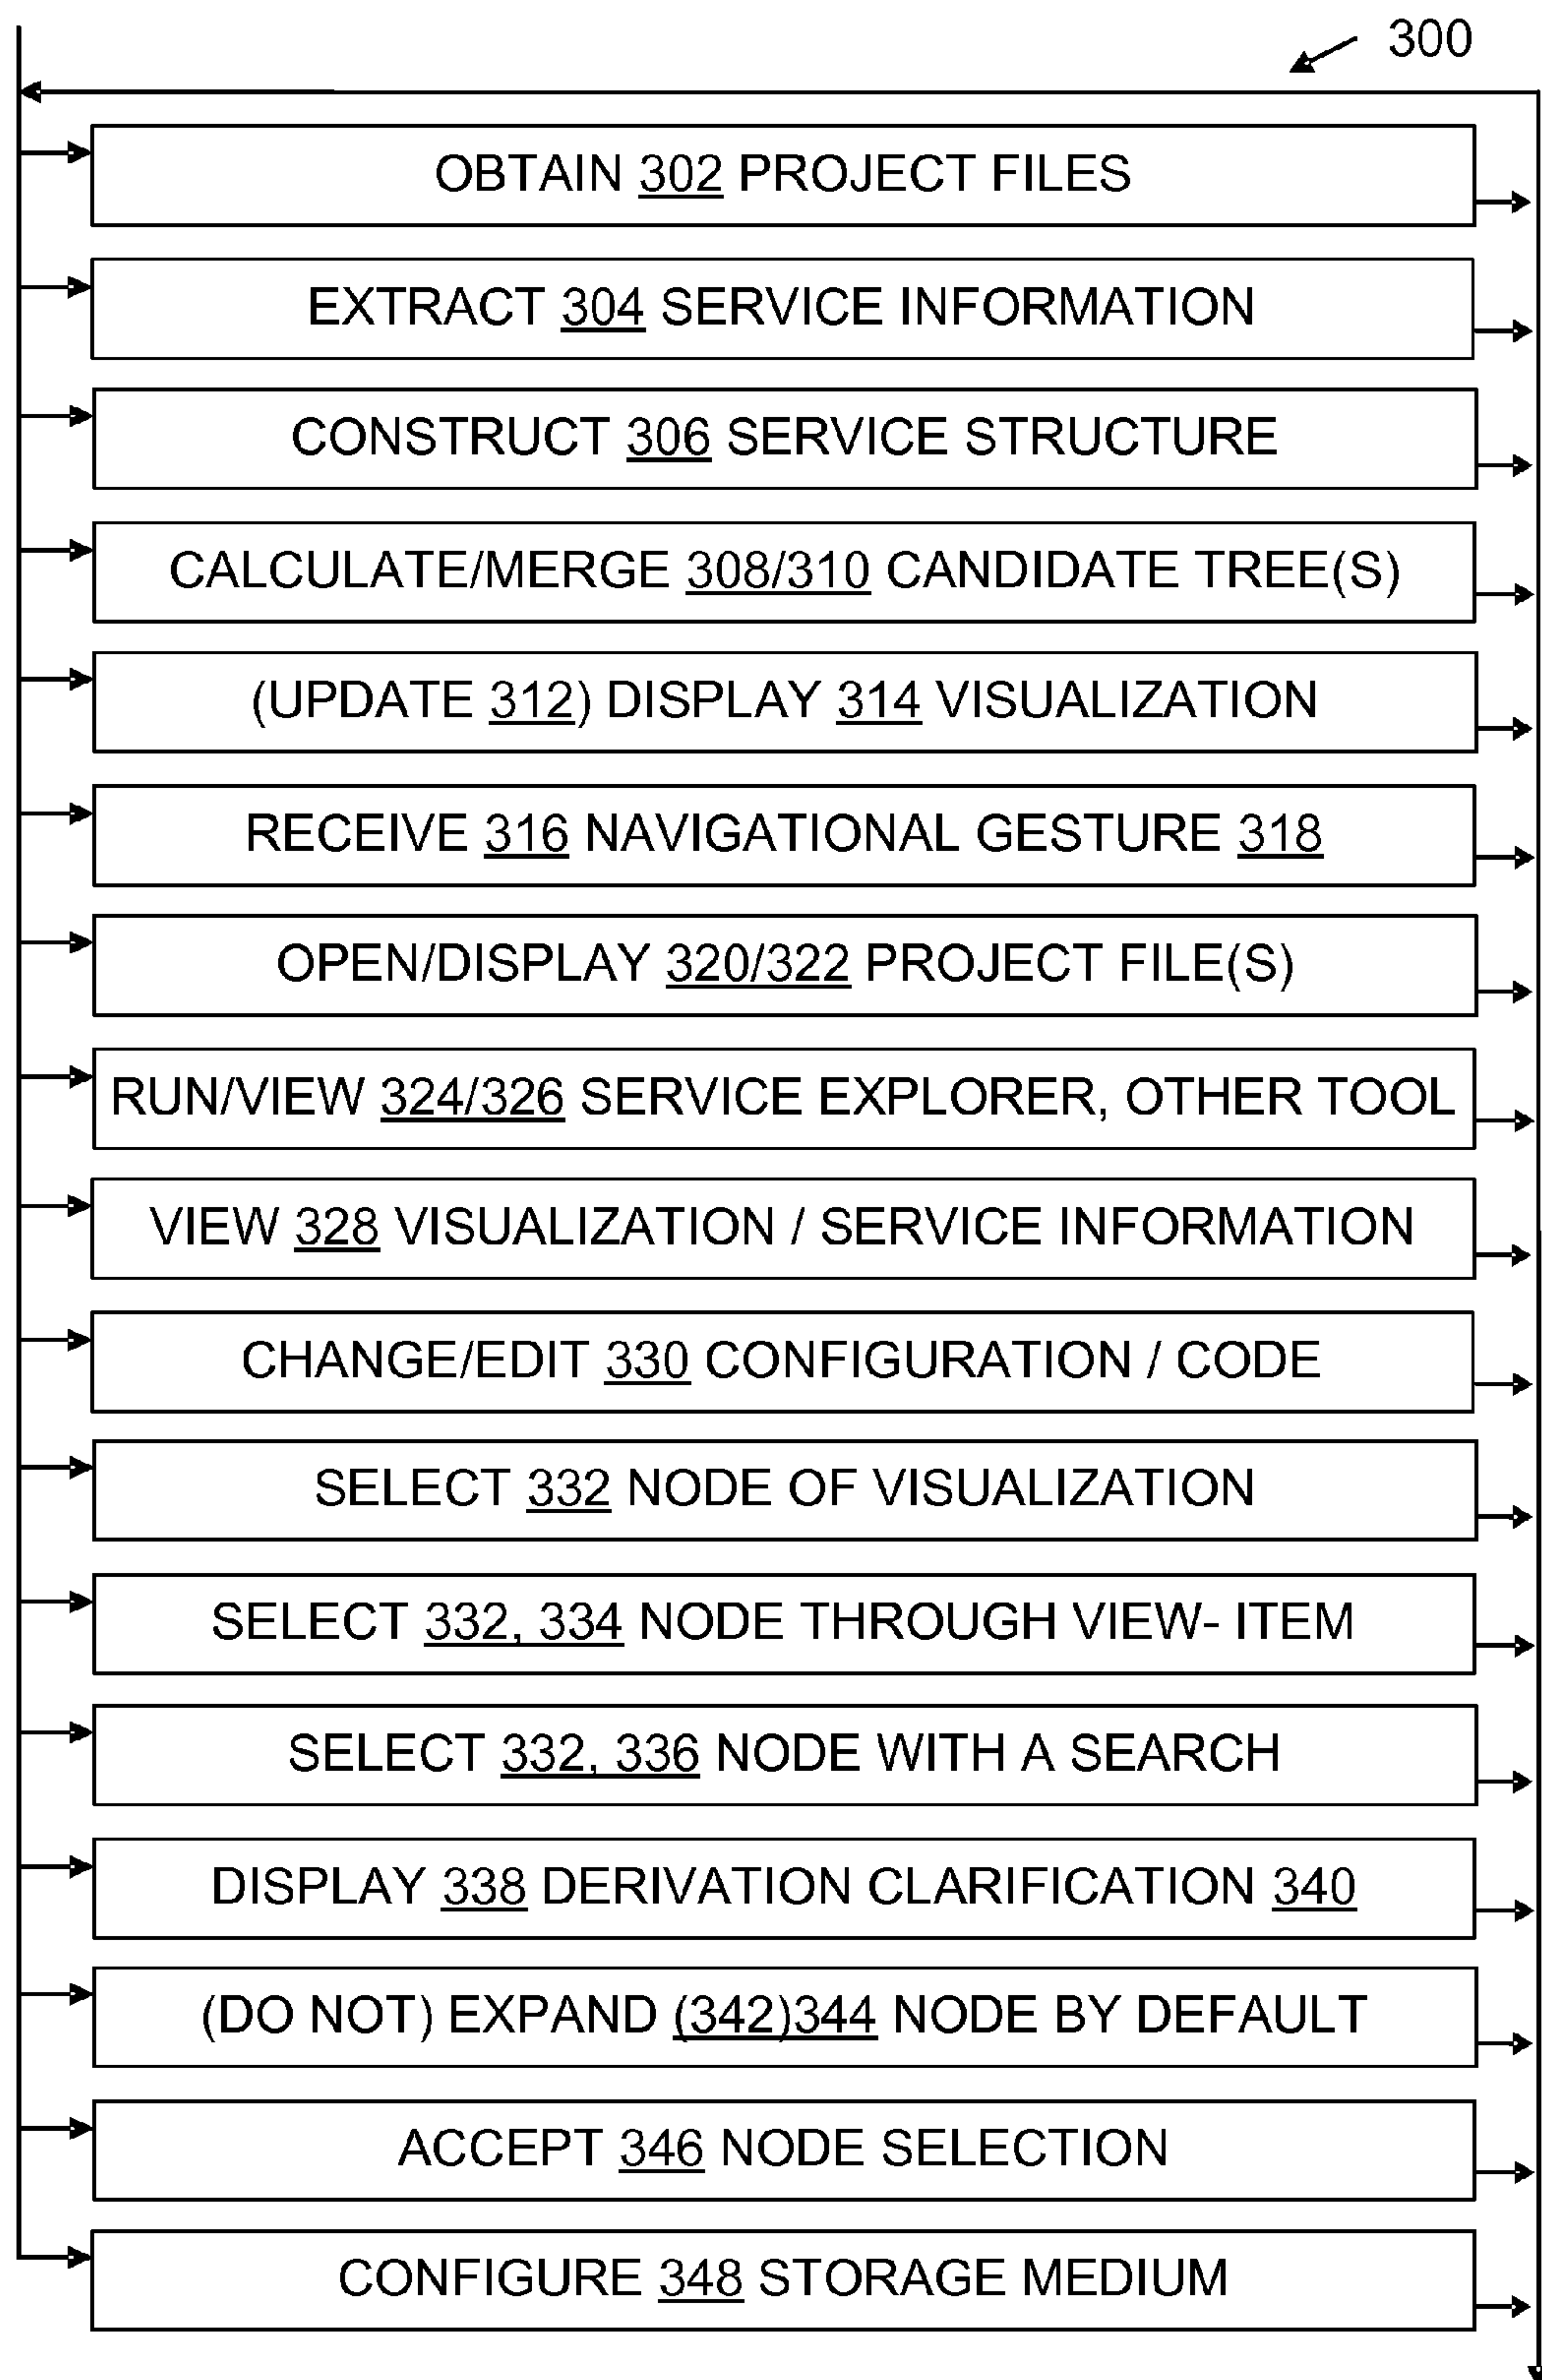 300
OBTAIN 302 PROJECT FILES
EXTRACT 304 SERVICE INFORMATION
CONSTRUCT 306 SERVICE STRUCTURE
CALCULATE/MERGE 308/310 CANDIDATE TREE(S)
(UPDATE 312) DISPLAY 314 VISUALIZATION
RECEIVE 316 NAVIGATIONAL GESTURE 318
OPEN/DISPLAY 320/322 PROJECT FILE(S)
RUN/VIEW 324/326 SERVICE EXPLORER, OTHER TOOL
VIEW 328 VISUALIZATION / SERVICE INFORMATION
CHANGE/EDIT 330 CONFIGURATION / CODE
SELECT 332 NODE OF VISUALIZATION
SELECT 332, 334 NODE THROUGH VIEW- ITEM
SELECT 332, 336 NODE WITH A SEARCH
DISPLAY 338 DERIVATION CLARIFICATION 340
(DO NOT) EXPAND (342)344 NODE BY DEFAULT
ACCEPT 346 NODE SELECTION
CONFIGURE 348 STORAGE MEDIUM